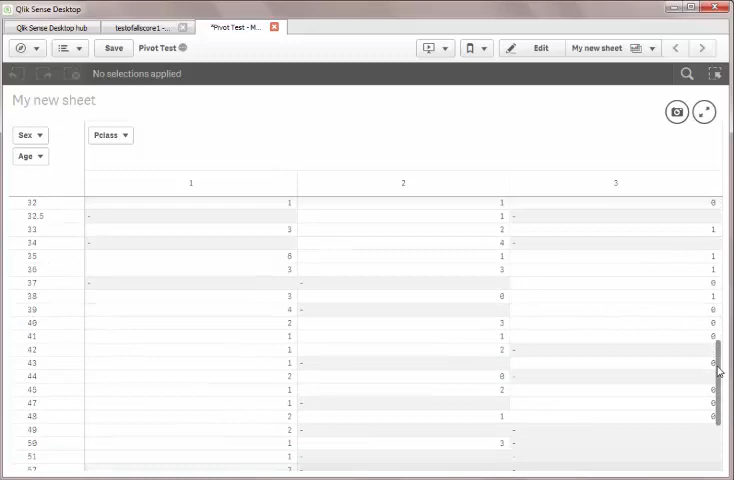 Qlik Sense Desktop
Qlik Sense Desktop hub testofallscore1 -... *Pivot Test - M...
Save Pivot Test Edit My new sheet
No selections applied
My new sheet
Sex Pclass
Age
1 2 3
32 1 1 0
32.5 - 1 -
33 3 2 1
34 - 4 -
35 6 1 1
36 3 3 1
37 - - 0
38 3 0 1
39 4 - 0
40 2 3 0
41 1 1 0
42 1 2 -
43 1 - 0
44 2 0 -
45 1 2 0
47 1 - 0
48 2 1 0
49 2 - -
50 1 3 -
51 1 - -
52 3 - -